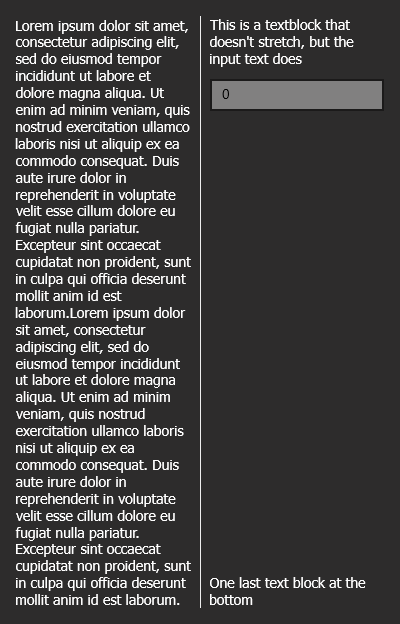 Lorem ipsum dolor sit amet,
consectetur adipiscing elit,
sed do eiusmod tempor
incididunt ut labore et
dolore magna aliqua. Ut
enim ad minim veniam, quis
nostrud exercitation ullamco
laboris nisi ut aliquip ex ea
commodo consequat. Duis
aute irure dolor in
reprehenderit in voluptate
velit esse cillum dolore eu
fugiat nulla pariatur.
Excepteur sint occaecat
cupidatat non proident, sunt
in culpa qui officia deserunt
mollit anim id est
laborum.Lorem ipsum dolor
sit amet, consectetur
adipiscing elit, sed do
eiusmod tempor incididunt
ut labore et dolore magna
aliqua. Ut enim ad minim
veniam, quis nostrud
exercitation ullamco laboris
nisi ut aliquip ex ea
commodo consequat. Duis
aute irure dolor in
reprehenderit in voluptate
velit esse cillum dolore eu
fugiat nulla pariatur.
Excepteur sint occaecat
cupidatat non proident, sunt
in culpa qui officia deserunt
mollit anim id est laborum.
This is a textblock that
doesn't stretch, but the
input text does
0
One last text block at the
bottom